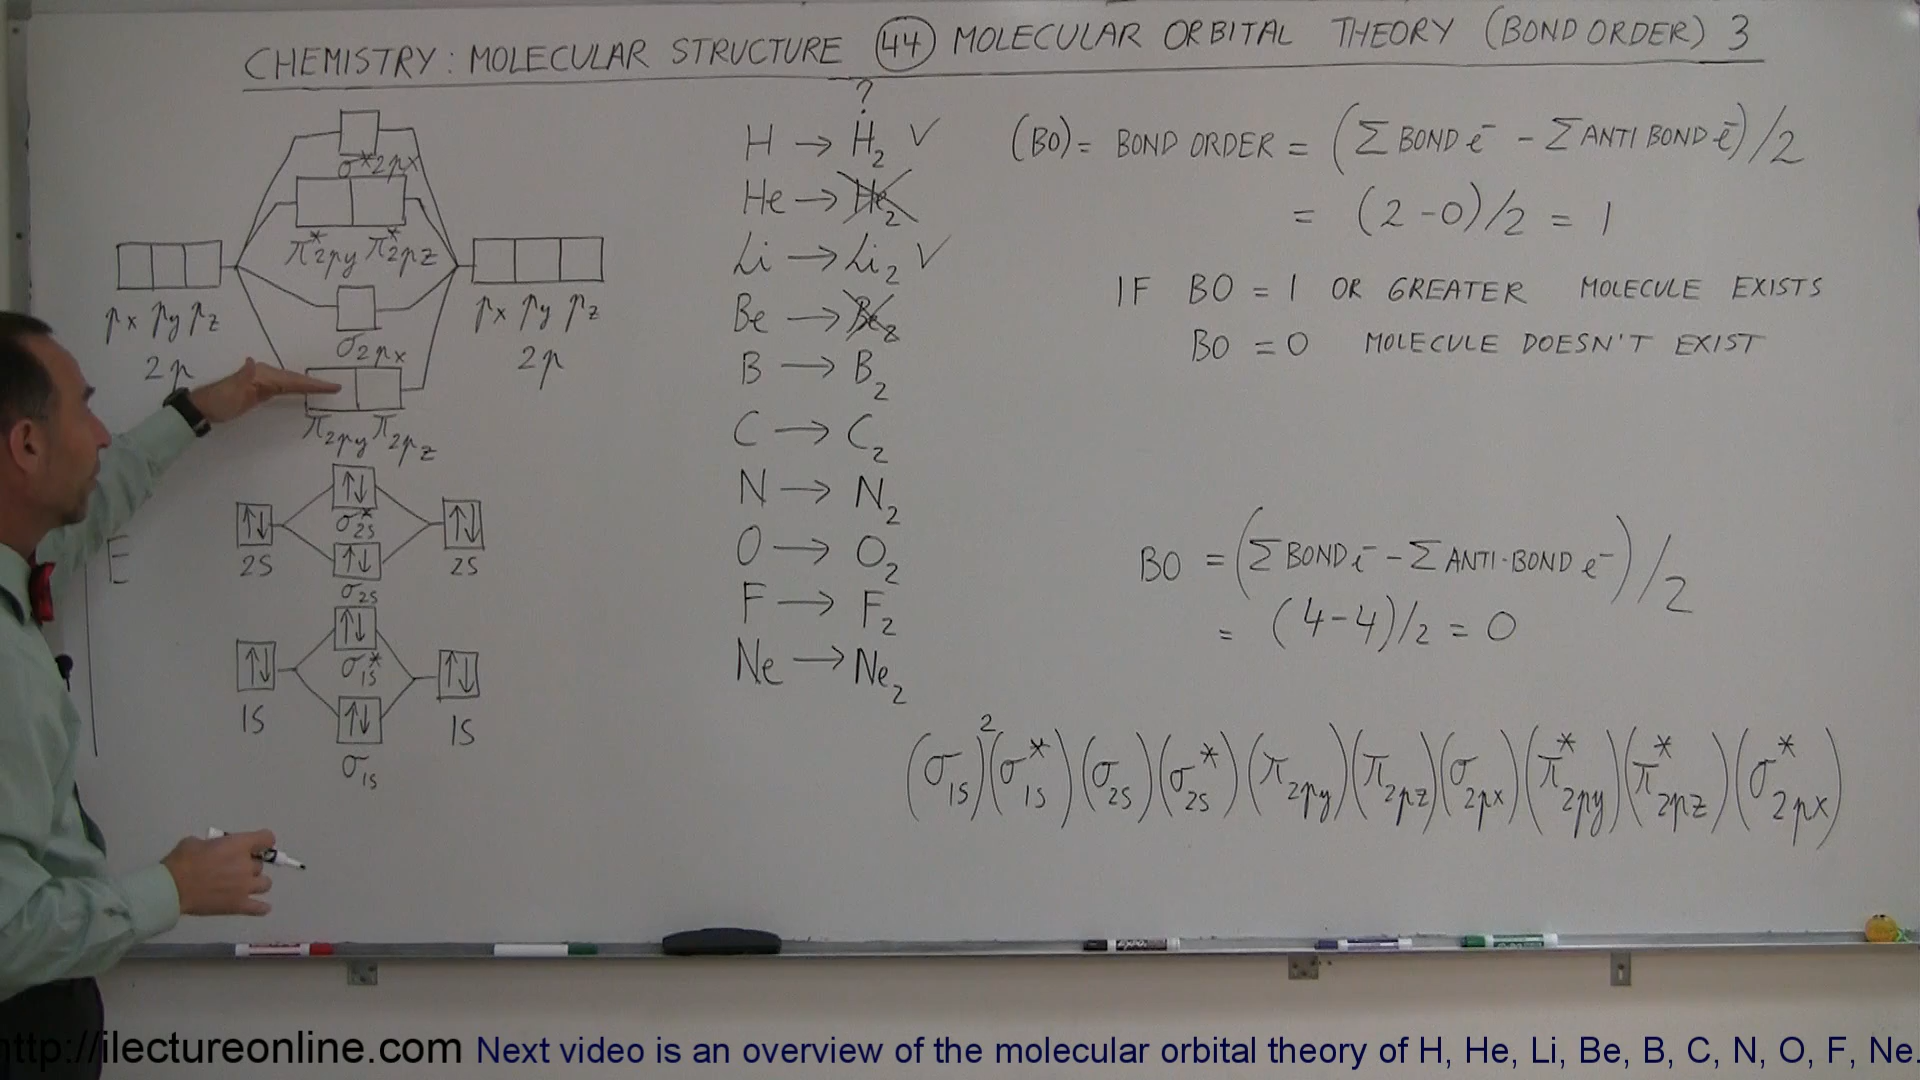 CHEMISTRY: MOLECULAR STRUCTURE 44 MOLECULAR ORBITAL THEORY (BOND ORDER) 3
σ*2px
π*2py π*2pz
px py pz
2p
σ2px
px py pz
2p
π2py π2pz
↑↓
2S
↑↓
σ*2s
↑↓
σ2s
↑↓
2S
E
↑↓
1S
↑↓
σ*1s
↑↓
σ1s
↑↓
1S
?
H → H2 ✓
He → He2
Li → Li2 ✓
Be → Be2
B → B2
C → C2
N → N2
O → O2
F → F2
Ne → Ne2
(BO) = BOND ORDER = (Σ BOND e⁻ - Σ ANTI BOND e⁻)/2
= (2-0)/2 = 1
IF BO = 1 OR GREATER MOLECULE EXISTS
BO = 0 MOLECULE DOESN'T EXIST
BO = (Σ BOND e⁻ - Σ ANTI-BOND e⁻)/2
= (4-4)/2 = 0
(σ1s)²(σ*1s)(σ2s)(σ*2s)(π2py)(π2pz)(σ2px)(π*2py)(π*2pz)(σ*2px)
http://ilectureonline.com Next video is an overview of the molecular orbital theory of H, He, Li, Be, B, C, N, O, F, Ne.